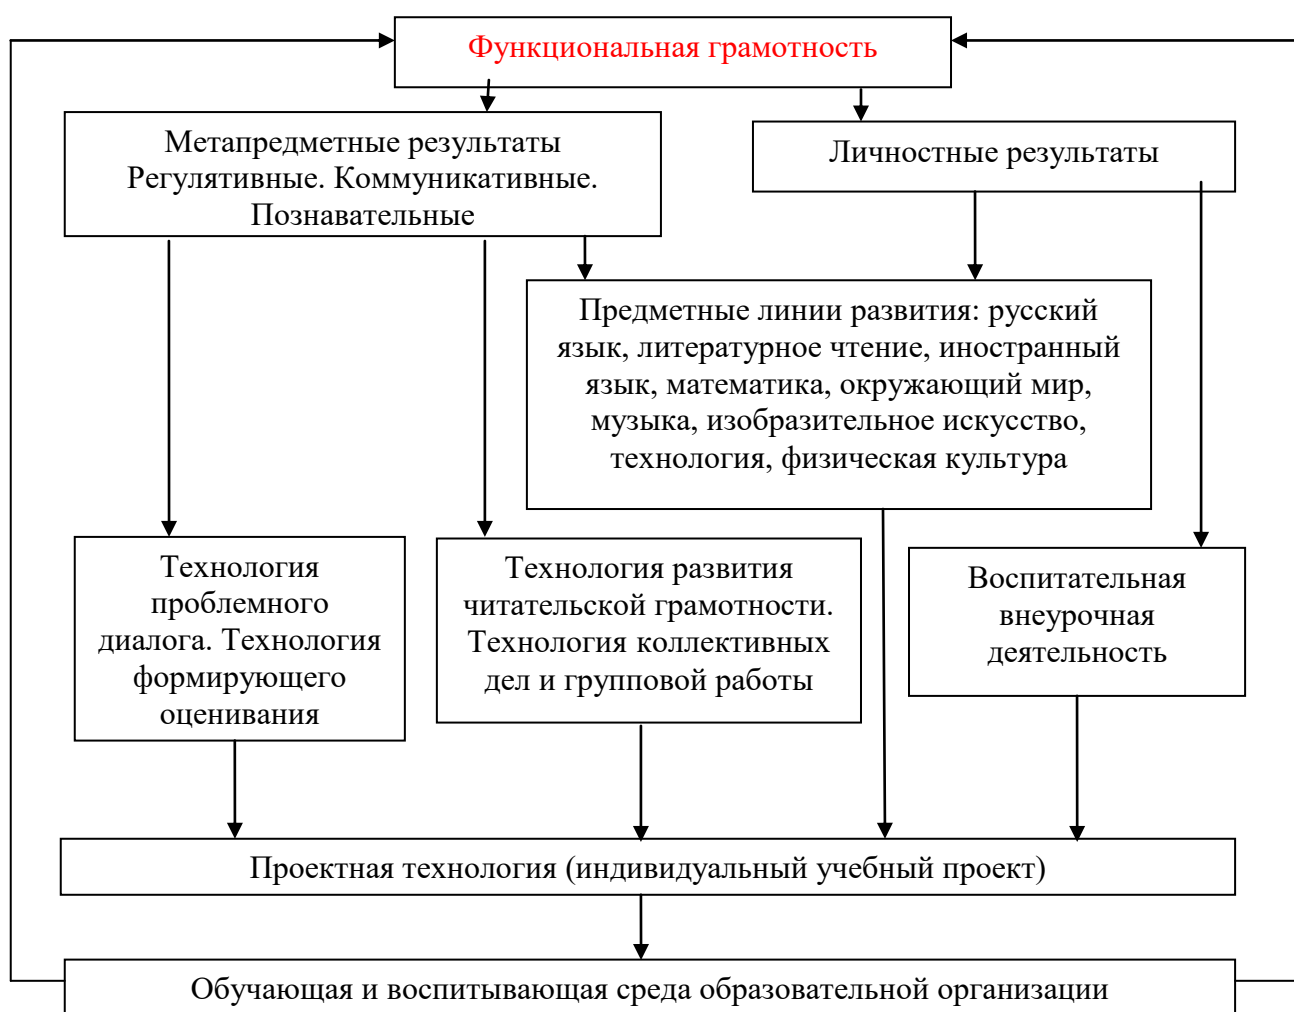 Функциональная грамотность
Метапредметные результаты
Регулятивные. Коммуникативные.
Познавательные
Личностные результаты
Предметные линии развития: русский
язык, литературное чтение, иностранный
язык, математика, окружающий мир,
музыка, изобразительное искусство,
технология, физическая культура
Технология
проблемного
диалога. Технология
формирующего
оценивания
Технология развития
читательской грамотности.
Технология коллективных
дел и групповой работы
Воспитательная
внеурочная
деятельность
Проектная технология (индивидуальный учебный проект)
Обучающая и воспитывающая среда образовательной организации